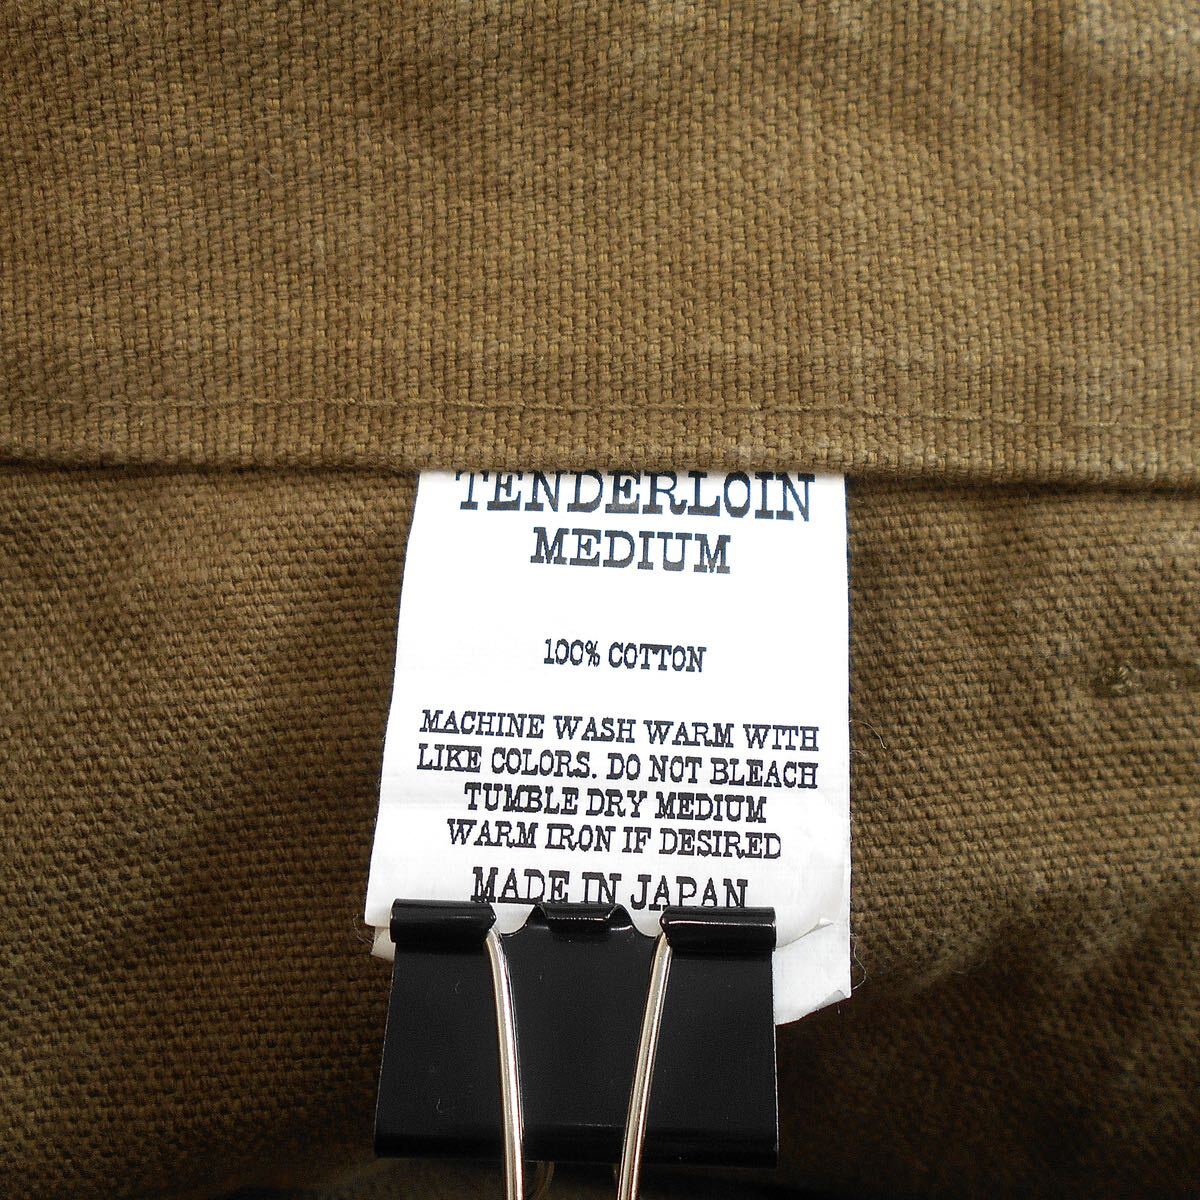 TENDERLOIN
MEDIUM
100% COTTON
MACHINE WASH WARM WITH
LIKE COLORS. DO NOT BLEACH
TUMBLE DRY MEDIUM
WARM IRON IF DESIRED
MADE IN JAPAN